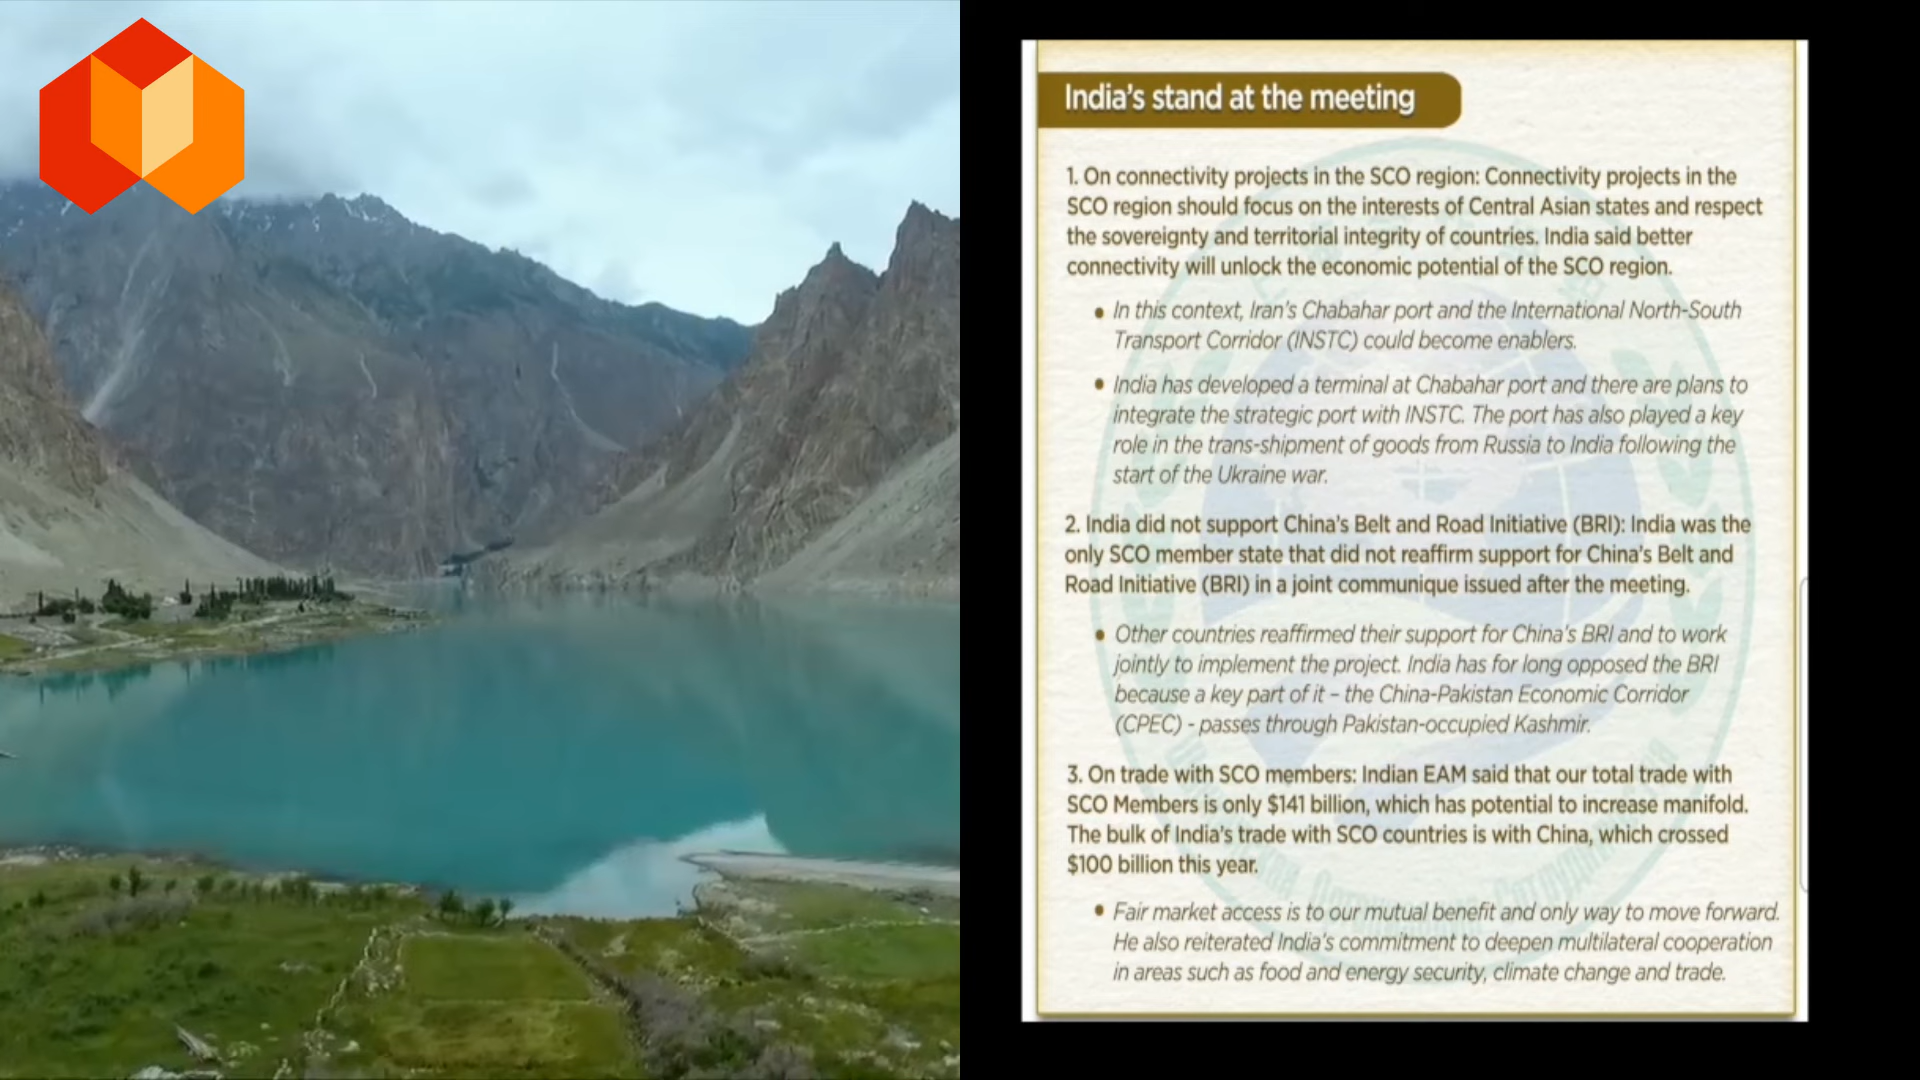 India's stand at the meeting
1. On connectivity projects in the SCO region: Connectivity projects in the
SCO region should focus on the interests of Central Asian states and respect
the sovereignty and territorial integrity of countries. India said better
connectivity will unlock the economic potential of the SCO region.
• In this context, Iran's Chabahar port and the International North-South
Transport Corridor (INSTC) could become enablers.
• India has developed a terminal at Chabahar port and there are plans to
integrate the strategic port with INSTC. The port has also played a key
role in the trans-shipment of goods from Russia to India following the
start of the Ukraine war.
2. India did not support China's Belt and Road Initiative (BRI): India was the
only SCO member state that did not reaffirm support for China's Belt and
Road Initiative (BRI) in a joint communique issued after the meeting.
• Other countries reaffirmed their support for China's BRI and to work
jointly to implement the project. India has for long opposed the BRI
because a key part of it – the China-Pakistan Economic Corridor
(CPEC) - passes through Pakistan-occupied Kashmir.
3. On trade with SCO members: Indian EAM said that our total trade with
SCO Members is only $141 billion, which has potential to increase manifold.
The bulk of India's trade with SCO countries is with China, which crossed
$100 billion this year.
• Fair market access is to our mutual benefit and only way to move forward.
He also reiterated India's commitment to deepen multilateral cooperation
in areas such as food and energy security, climate change and trade.